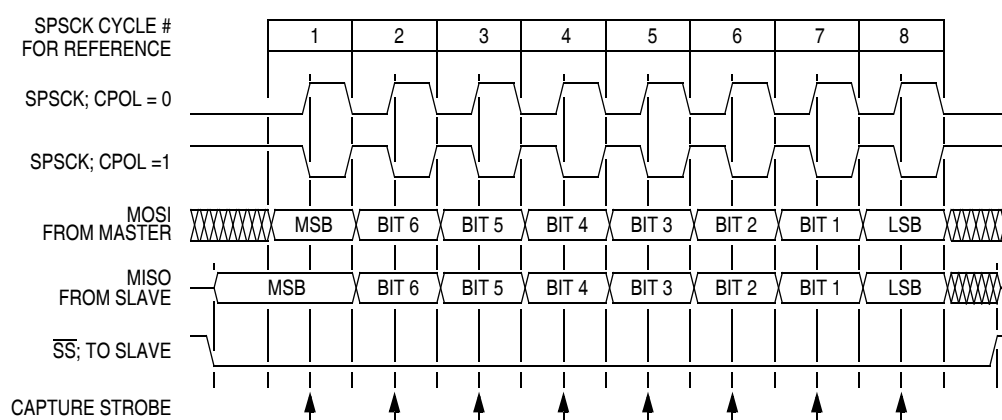 SPSCK CYCLE #
FOR REFERENCE
1 2 3 4 5 6 7 8
SPSCK; CPOL = 0
SPSCK; CPOL =1
MOSI
FROM MASTER
MSB BIT 6 BIT 5 BIT 4 BIT 3 BIT 2 BIT 1 LSB
MISO
FROM SLAVE
MSB BIT 6 BIT 5 BIT 4 BIT 3 BIT 2 BIT 1 LSB
SS; TO SLAVE
CAPTURE STROBE